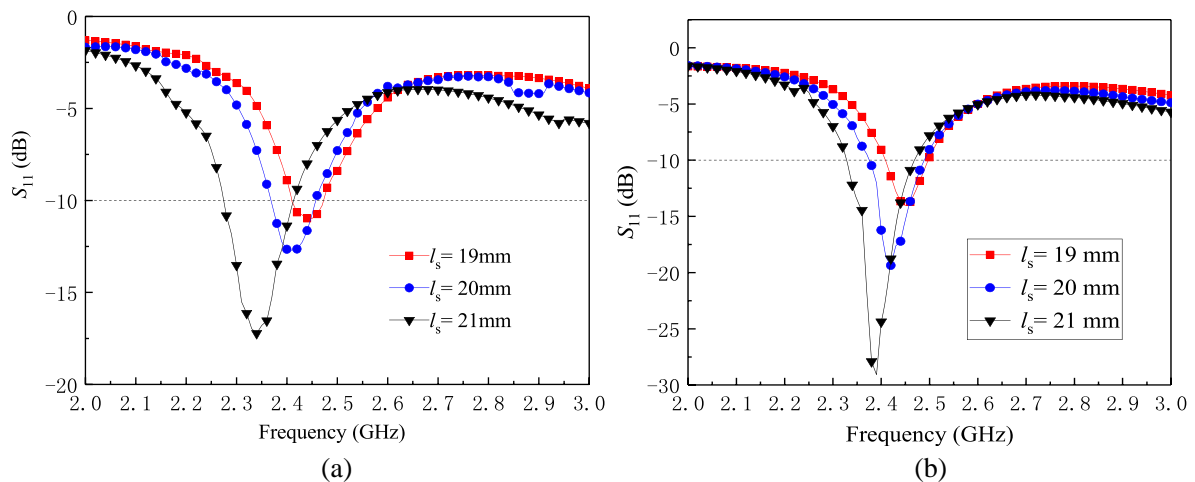 0
−5
−10
−15
−20
S11 (dB)
ls= 19mm
ls= 20mm
ls= 21mm
2.0 2.1 2.2 2.3 2.4 2.5 2.6 2.7 2.8 2.9 3.0
Frequency (GHz)
(a)
0
−5
−10
−15
−20
−25
−30
S11 (dB)
ls= 19 mm
ls= 20 mm
ls= 21 mm
2.0 2.1 2.2 2.3 2.4 2.5 2.6 2.7 2.8 2.9 3.0
Frequency (GHz)
(b)